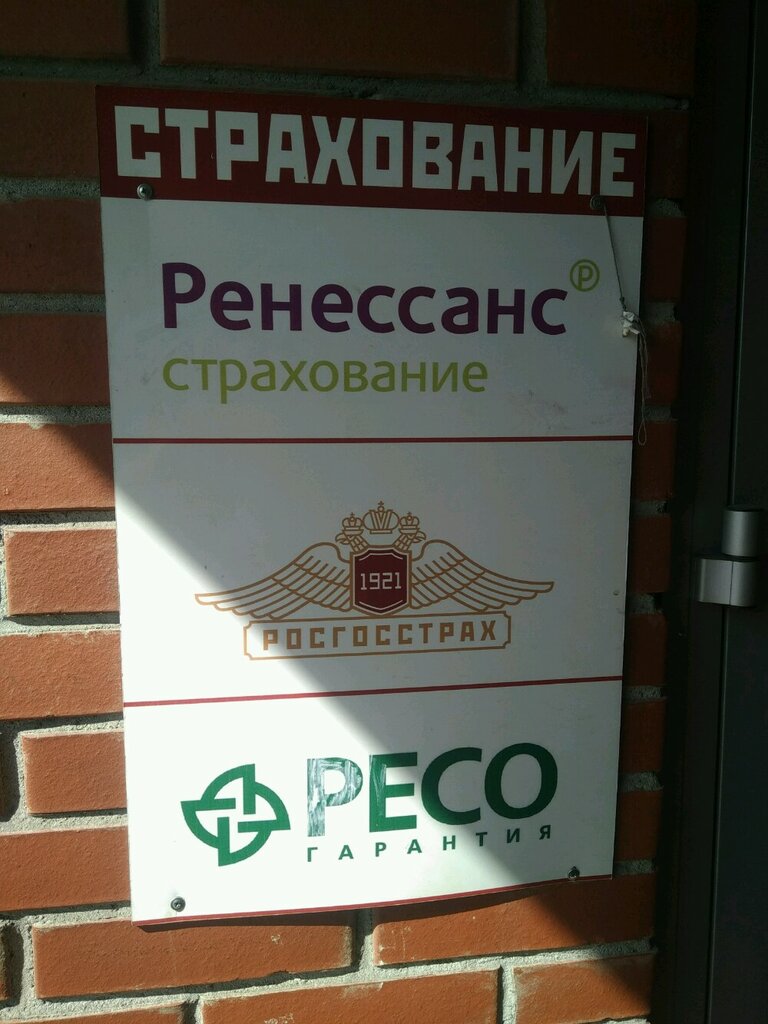 СТРАХОВАНИЕ
Ренессанс ®
страхование
1921
РОСГОССТРАХ
РЕСО
ГАРАНТИЯ